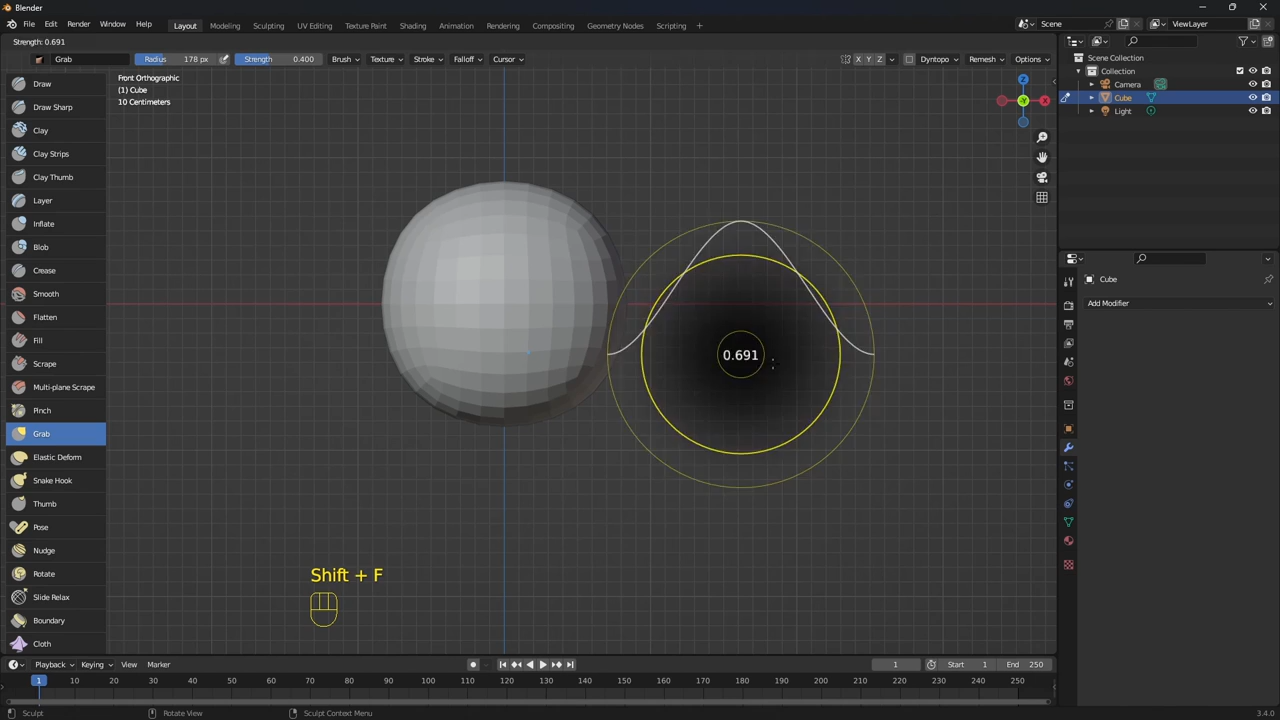 Blender
File Edit Render Window Help Layout Modeling Sculpting UV Editing Texture Paint Shading Animation Rendering Compositing Geometry Nodes Scripting + Scene ViewLayer
Strength: 0.691
Grab Radius 178 px Strength 0.400 Brush Texture Stroke Falloff Cursor X Y Z Dyntopo Remesh Options
Scene Collection
Collection
Camera
Cube
Light
Front Orthographic
(1) Cube
10 Centimeters
Z
Y
X
Draw
Draw Sharp
Clay
Clay Strips
Clay Thumb
Layer
Inflate
Blob
Crease
Smooth
Flatten
Fill
Scrape
Multi-plane Scrape
Pinch
Grab
Elastic Deform
Snake Hook
Thumb
Pose
Nudge
Rotate
Slide Relax
Boundary
Cloth
0.691
Shift + F
Cube
Add Modifier
Playback Keying View Marker 1 Start 1 End 250
1 10 20 30 40 50 60 70 80 90 100 110 120 130 140 150 160 170 180 190 200 210 220 230 240 250
Sculpt Rotate View Sculpt Context Menu 3.4.0